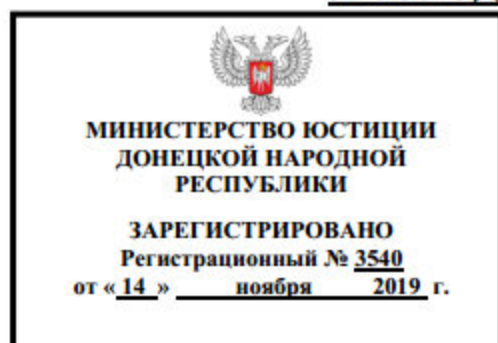 МИНИСТЕРСТВО ЮСТИЦИИ
ДОНЕЦКОЙ НАРОДНОЙ
РЕСПУБЛИКИ
ЗАРЕГИСТРИРОВАНО
Регистрационный № 3540
от « 14 » ноября 2019 г.